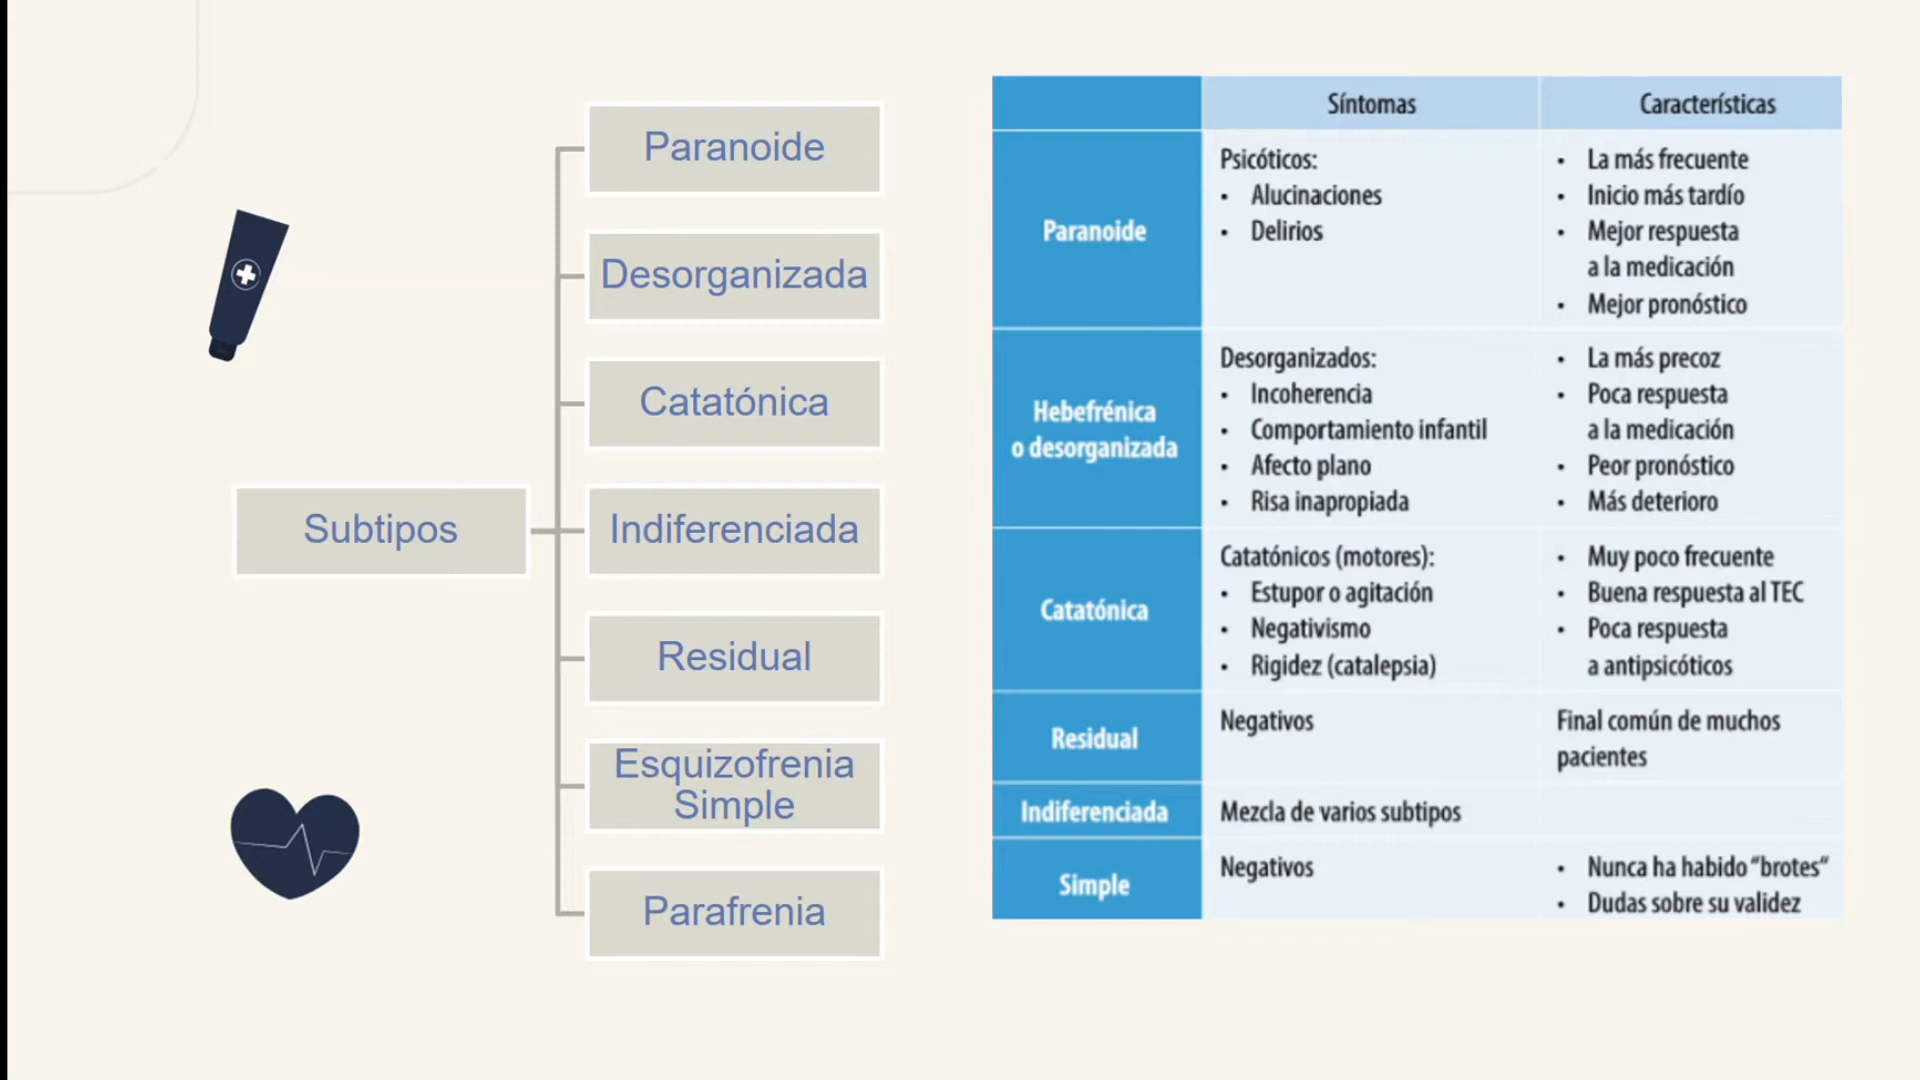 Subtipos
Paranoide
Desorganizada
Catatónica
Indiferenciada
Residual
Esquizofrenia
Simple
Parafrenia
Síntomas
Características
Paranoide
Psicóticos:
• Alucinaciones
• Delirios
• La más frecuente
• Inicio más tardío
• Mejor respuesta
a la medicación
• Mejor pronóstico
Hebefrénica
o desorganizada
Desorganizados:
• Incoherencia
• Comportamiento infantil
• Afecto plano
• Risa inapropiada
• La más precoz
• Poca respuesta
a la medicación
• Peor pronóstico
• Más deterioro
Catatónica
Catatónicos (motores):
• Estupor o agitación
• Negativismo
• Rigidez (catalepsia)
• Muy poco frecuente
• Buena respuesta al TEC
• Poca respuesta
a antipsicóticos
Residual
Negativos
Final común de muchos
pacientes
Indiferenciada
Mezcla de varios subtipos
Simple
Negativos
• Nunca ha habido “brotes“
• Dudas sobre su validez